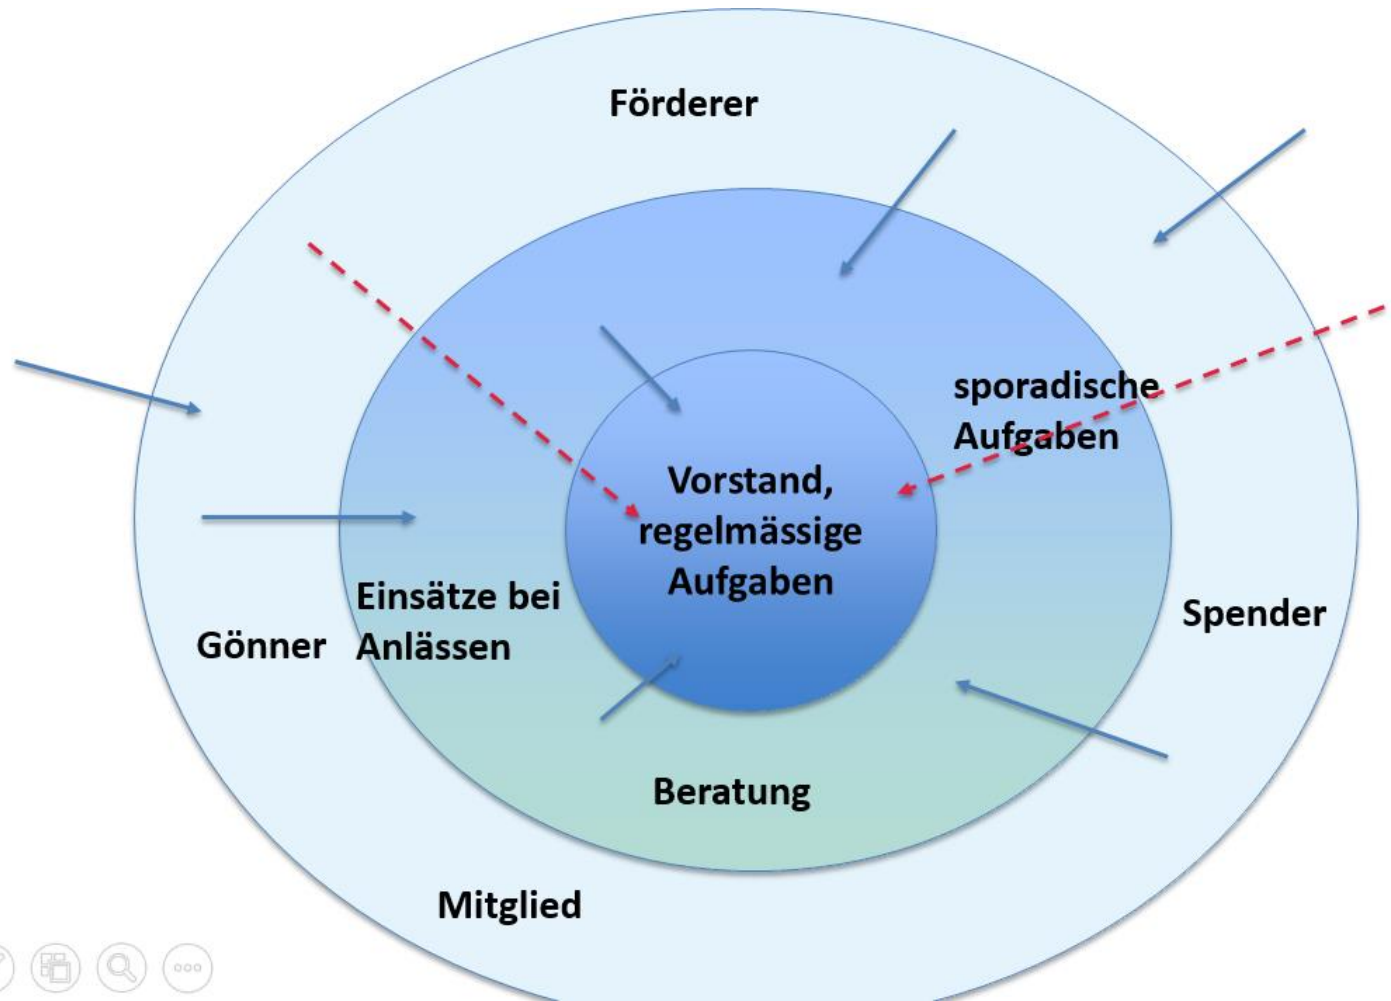 Förderer
sporadische
Aufgaben
Vorstand,
regelmässige
Aufgaben
Einsätze bei
Anlässen
Gönner
Spender
Beratung
Mitglied